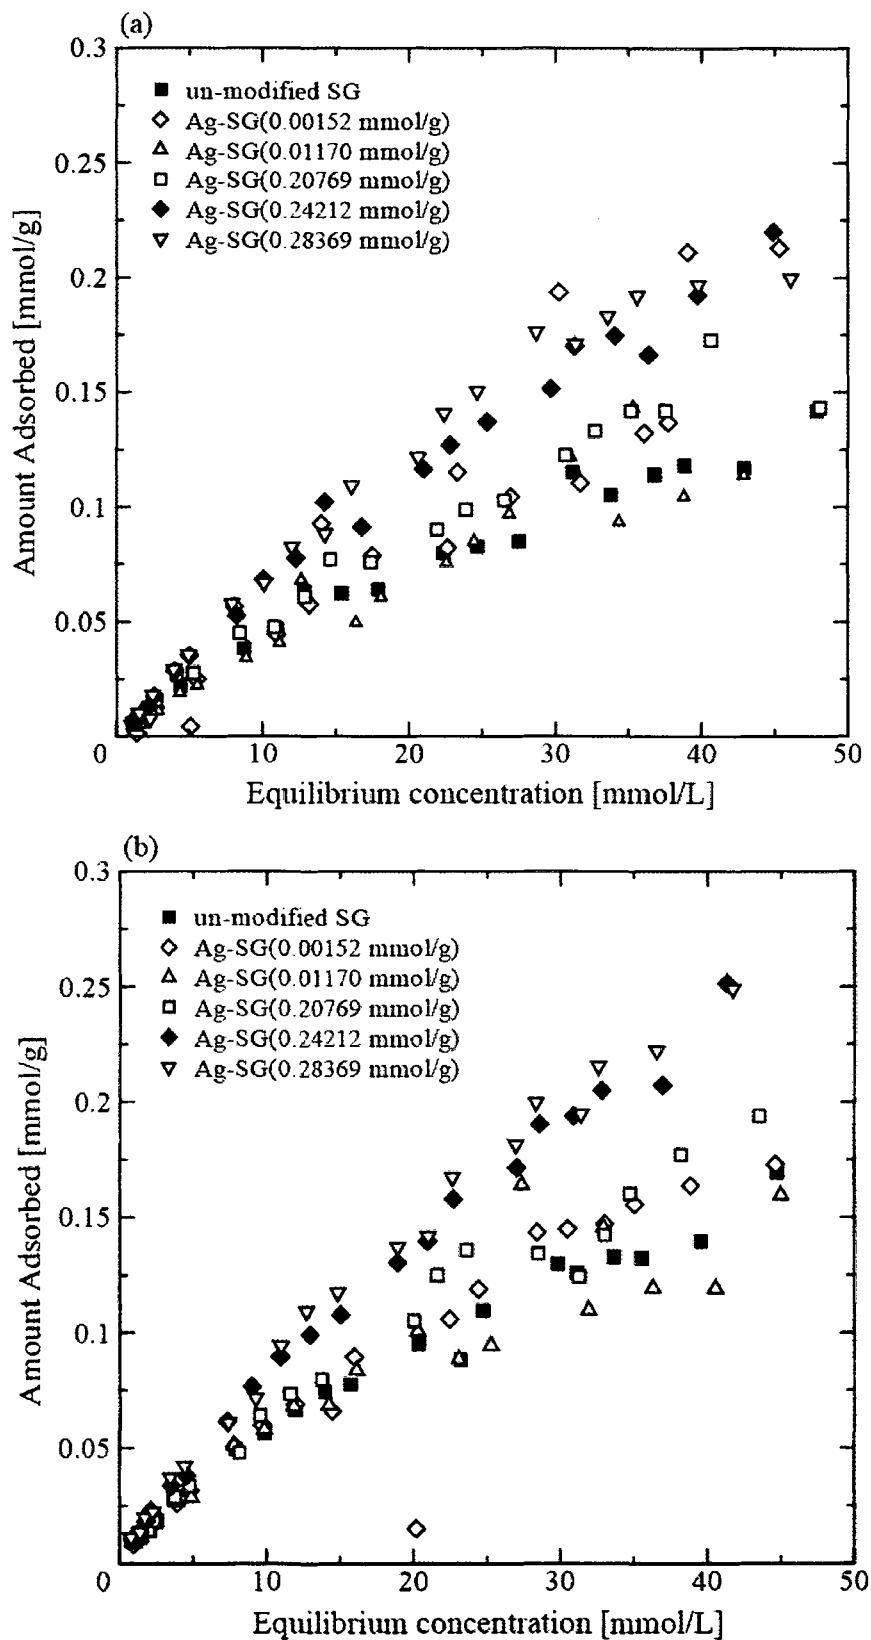 (a)
0.3
un-modified SG
Ag-SG(0.00152 mmol/g)
Ag-SG(0.01170 mmol/g)
Ag-SG(0.20769 mmol/g)
Ag-SG(0.24212 mmol/g)
Ag-SG(0.28369 mmol/g)
0.25
0.2
0.15
0.1
0.05
Amount Adsorbed [mmol/g]
0 10 20 30 40 50
Equilibrium concentration [mmol/L]
(b)
0.3
un-modified SG
Ag-SG(0.00152 mmol/g)
Ag-SG(0.01170 mmol/g)
Ag-SG(0.20769 mmol/g)
Ag-SG(0.24212 mmol/g)
Ag-SG(0.28369 mmol/g)
0.25
0.2
0.15
0.1
0.05
Amount Adsorbed [mmol/g]
0 10 20 30 40 50
Equilibrium concentration [mmol/L]